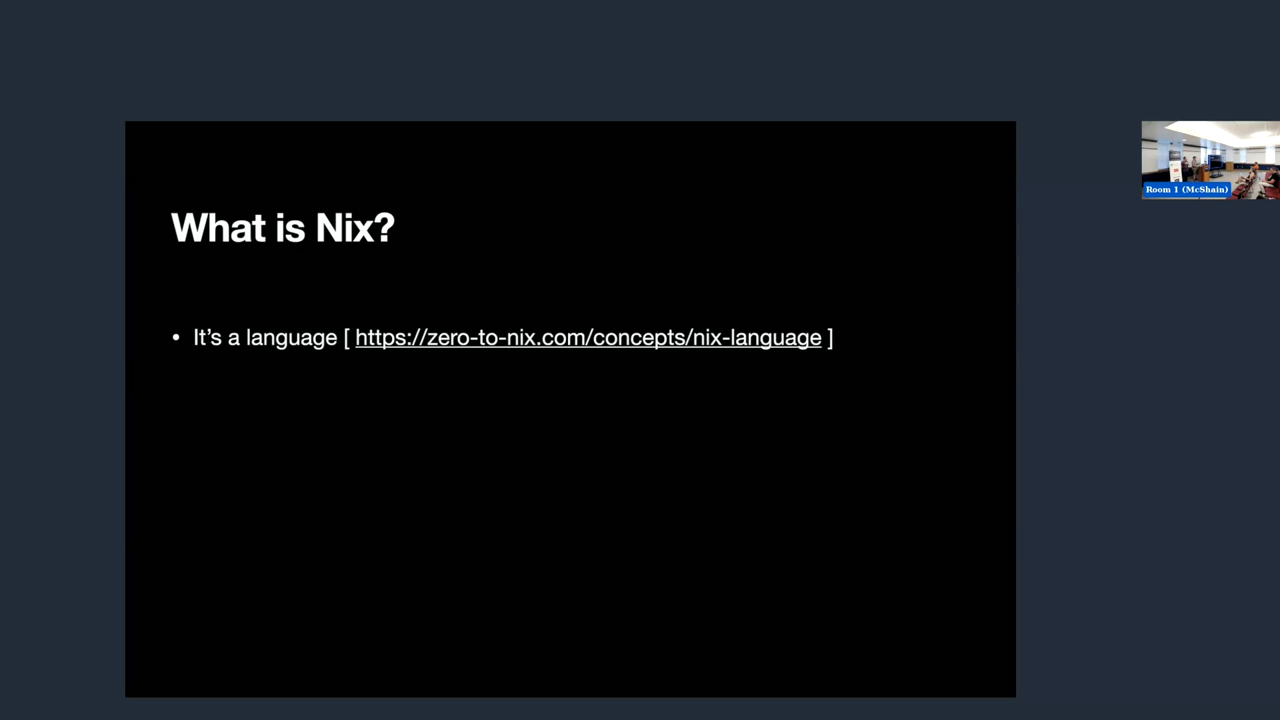 What is Nix?
• It’s a language [ https://zero-to-nix.com/concepts/nix-language ]
Room 1 (McShain)